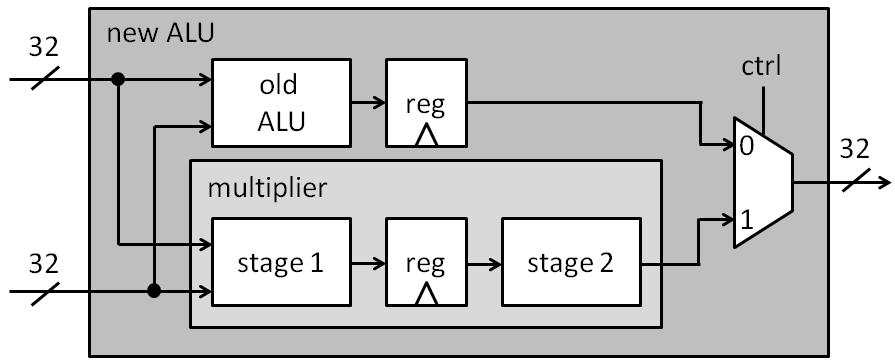 new ALU
32
old
ALU
reg
ctrl
0
32
multiplier
1
32
stage 1
reg
stage 2